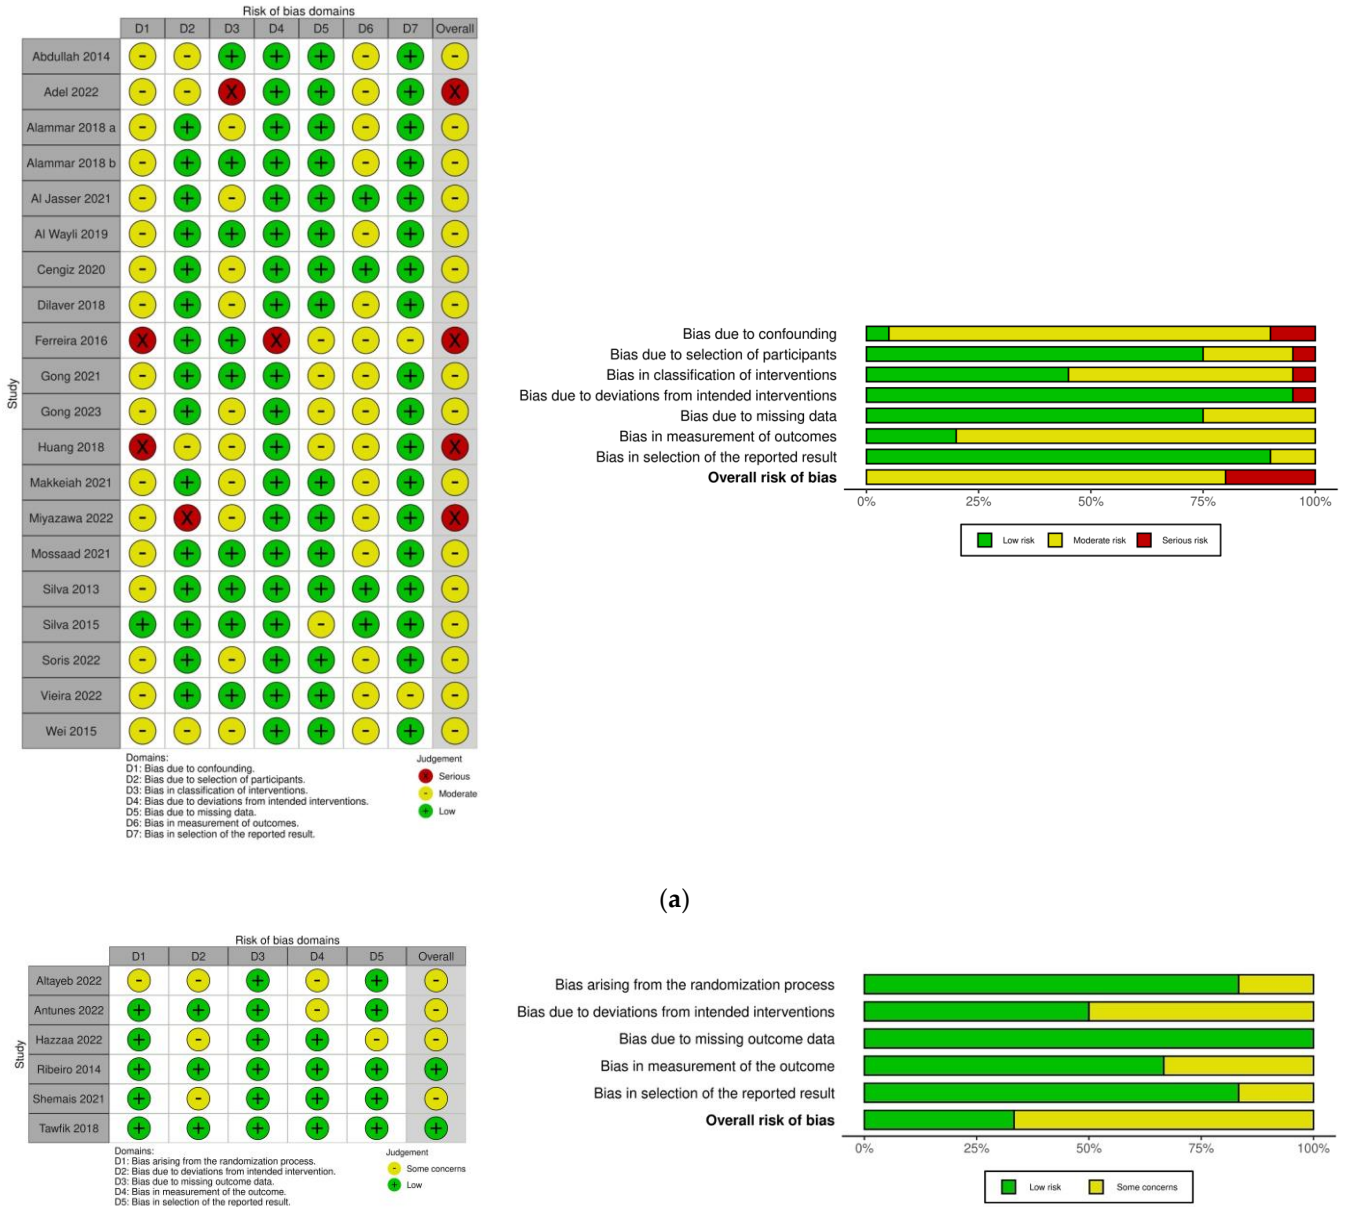 Risk of bias domains
D1 D2 D3 D4 D5 D6 D7 Overall
Study
Abdullah 2014 - - + + + - + -
Adel 2022 - - X + + - + X
Alammar 2018 a - + - + + - + -
Alammar 2018 b - + + + + - + -
Al Jasser 2021 - + - + + + + -
Al Wayli 2019 - + + + + - + -
Cengiz 2020 - + - + + + + -
Dilaver 2018 - + - + + - + -
Ferreira 2016 X + + X - - - X
Gong 2021 - + + + - - + -
Gong 2023 - + - + - - + -
Huang 2018 X - - + - - + X
Makkeiah 2021 - + - + + - + -
Miyazawa 2022 - X - + + - + X
Mossaad 2021 - + + + + - + -
Silva 2013 - + + + + + + -
Silva 2015 + + + + - + + -
Soris 2022 - + - + + - + -
Vieira 2022 - + + + + - - -
Wei 2015 - - - + + - + -
Domains:
D1: Bias due to confounding.
D2: Bias due to selection of participants.
D3: Bias in classification of interventions.
D4: Bias due to deviations from intended interventions.
D5: Bias due to missing data.
D6: Bias in measurement of outcomes.
D7: Bias in selection of the reported result.
Judgement
X Serious
- Moderate
+ Low
Bias due to confounding
Bias due to selection of participants
Bias in classification of interventions
Bias due to deviations from intended interventions
Bias due to missing data
Bias in measurement of outcomes
Bias in selection of the reported result
Overall risk of bias
0% 25% 50% 75% 100%
Low risk Moderate risk Serious risk
(a)
Risk of bias domains
D1 D2 D3 D4 D5 Overall
Study
Altayeb 2022 - - + - + -
Antunes 2022 + + + - + -
Hazzaa 2022 + - + + - -
Ribeiro 2014 + + + + + +
Shemais 2021 + - + + + -
Tawfik 2018 + + + + + +
Domains:
D1: Bias arising from the randomization process.
D2: Bias due to deviations from intended intervention.
D3: Bias due to missing outcome data.
D4: Bias in measurement of the outcome.
D5: Bias in selection of the reported result.
Judgement
- Some concerns
+ Low
Bias arising from the randomization process
Bias due to deviations from intended interventions
Bias due to missing outcome data
Bias in measurement of the outcome
Bias in selection of the reported result
Overall risk of bias
0% 25% 50% 75% 100%
Low risk Some concerns